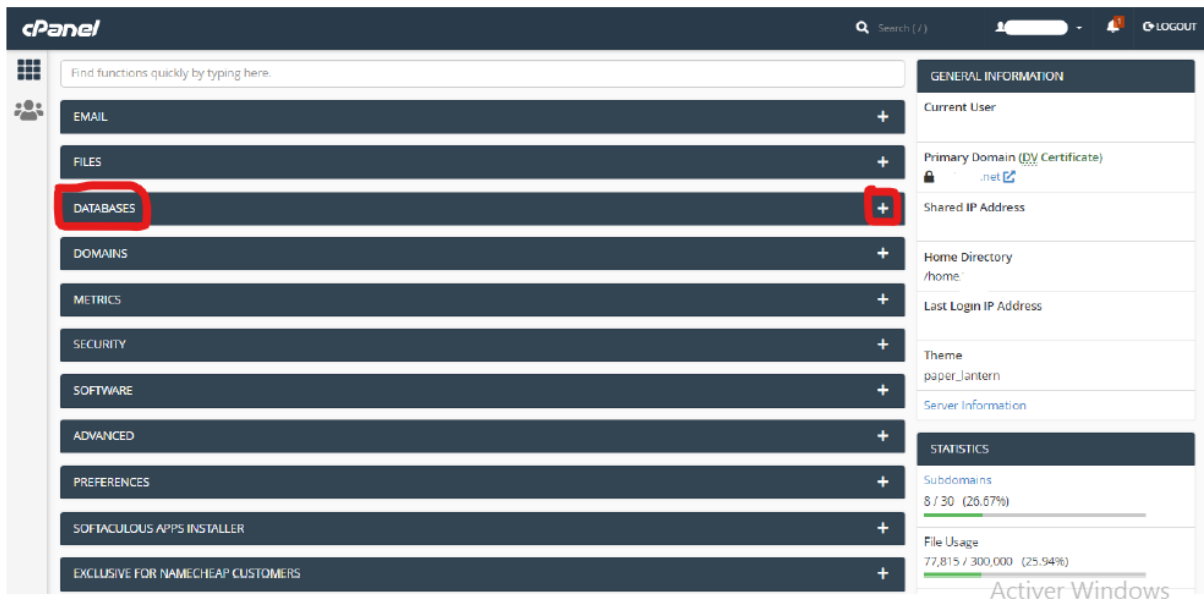 cPanel
Search ( / )
1
LOGOUT
Find functions quickly by typing here.
EMAIL
FILES
DATABASES
DOMAINS
METRICS
SECURITY
SOFTWARE
ADVANCED
PREFERENCES
SOFTACULOUS APPS INSTALLER
EXCLUSIVE FOR NAMECHEAP CUSTOMERS
GENERAL INFORMATION
Current User
Primary Domain (DV Certificate)
.net
Shared IP Address
Home Directory
/home
Last Login IP Address
Theme
paper_lantern
Server Information
STATISTICS
Subdomains
8 / 30 (26.67%)
File Usage
77,815 / 300,000 (25.94%)
Activer Windows